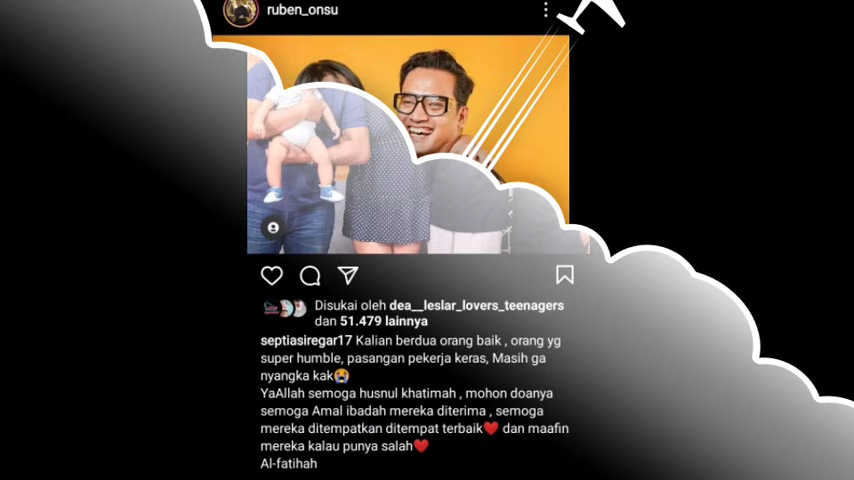 ruben_onsu
Disukai oleh dea__leslar_lovers_teenagers
dan 51.479 lainnya
septiasiregar17 Kalian berdua orang baik , orang yg
super humble, pasangan pekerja keras, Masih ga
nyangka kak😭
YaAllah semoga husnul khatimah , mohon doanya
semoga Amal ibadah mereka diterima , semoga
mereka ditempatkan ditempat terbaik❤️ dan maafin
mereka kalau punya salah❤️
Al-fatihah